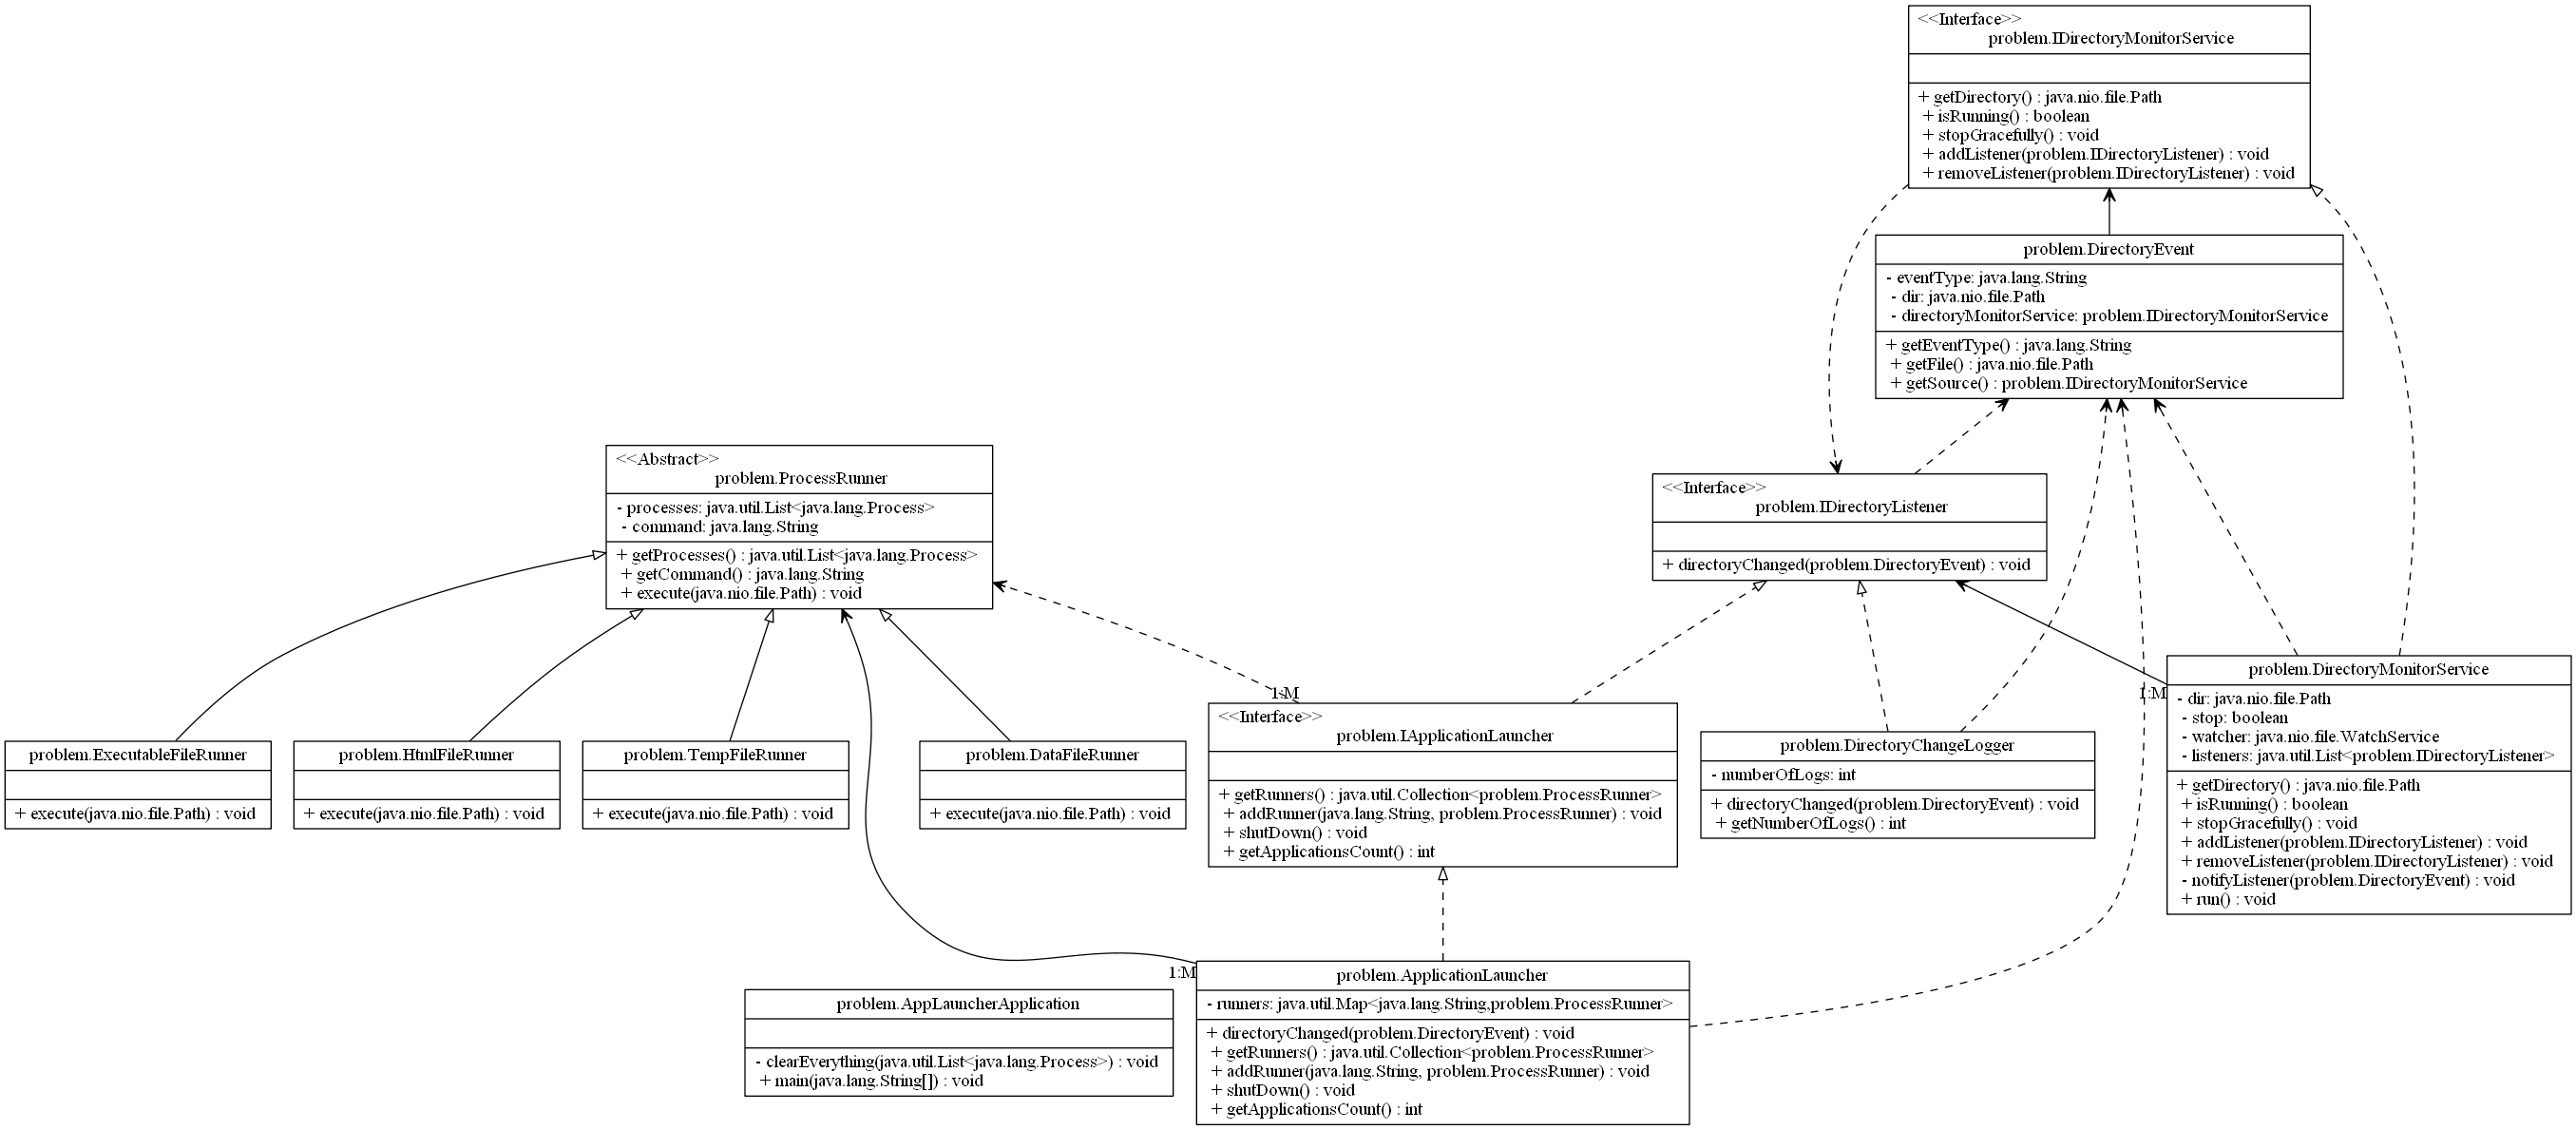 <<Interface>>
problem.IDirectoryMonitorService
+ getDirectory() : java.nio.file.Path
+ isRunning() : boolean
+ stopGracefully() : void
+ addListener(problem.IDirectoryListener) : void
+ removeListener(problem.IDirectoryListener) : void
problem.DirectoryEvent
- eventType: java.lang.String
- dir: java.nio.file.Path
- directoryMonitorService: problem.IDirectoryMonitorService
+ getEventType() : java.lang.String
+ getFile() : java.nio.file.Path
+ getSource() : problem.IDirectoryMonitorService
<<Abstract>>
problem.ProcessRunner
- processes: java.util.List<java.lang.Process>
- command: java.lang.String
+ getProcesses() : java.util.List<java.lang.Process>
+ getCommand() : java.lang.String
+ execute(java.nio.file.Path) : void
<<Interface>>
problem.IDirectoryListener
+ directoryChanged(problem.DirectoryEvent) : void
problem.ExecutableFileRunner
+ execute(java.nio.file.Path) : void
problem.HtmlFileRunner
+ execute(java.nio.file.Path) : void
problem.TempFileRunner
+ execute(java.nio.file.Path) : void
problem.DataFileRunner
+ execute(java.nio.file.Path) : void
1:M
<<Interface>>
problem.IApplicationLauncher
+ getRunners() : java.util.Collection<problem.ProcessRunner>
+ addRunner(java.lang.String, problem.ProcessRunner) : void
+ shutDown() : void
+ getApplicationsCount() : int
problem.DirectoryChangeLogger
- numberOfLogs: int
+ directoryChanged(problem.DirectoryEvent) : void
+ getNumberOfLogs() : int
1:M
problem.DirectoryMonitorService
- dir: java.nio.file.Path
- stop: boolean
- watcher: java.nio.file.WatchService
- listeners: java.util.List<problem.IDirectoryListener>
+ getDirectory() : java.nio.file.Path
+ isRunning() : boolean
+ stopGracefully() : void
+ addListener(problem.IDirectoryListener) : void
+ removeListener(problem.IDirectoryListener) : void
- notifyListener(problem.DirectoryEvent) : void
+ run() : void
problem.AppLauncherApplication
- clearEverything(java.util.List<java.lang.Process>) : void
+ main(java.lang.String[]) : void
1:M
problem.ApplicationLauncher
- runners: java.util.Map<java.lang.String,problem.ProcessRunner>
+ directoryChanged(problem.DirectoryEvent) : void
+ getRunners() : java.util.Collection<problem.ProcessRunner>
+ addRunner(java.lang.String, problem.ProcessRunner) : void
+ shutDown() : void
+ getApplicationsCount() : int